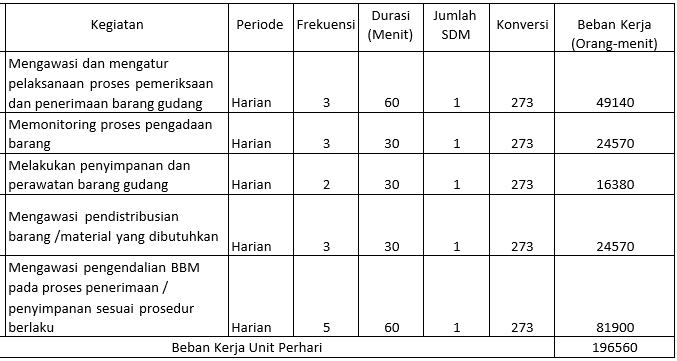 Kegiatan Periode Frekuensi Durasi (Menit) Jumlah SDM Konversi Beban Kerja (Orang-menit)
Mengawasi dan mengatur
pelaksanaan proses pemeriksaan
dan penerimaan barang gudang Harian 3 60 1 273 49140
Memonitoring proses pengadaan
barang Harian 3 30 1 273 24570
Melakukan penyimpanan dan
perawatan barang gudang Harian 2 30 1 273 16380
Mengawasi pendistribusian
barang /material yang dibutuhkan Harian 3 30 1 273 24570
Mengawasi pengendalian BBM
pada proses penerimaan /
penyimpanan sesuai prosedur
berlaku Harian 5 60 1 273 81900
Beban Kerja Unit Perhari 196560